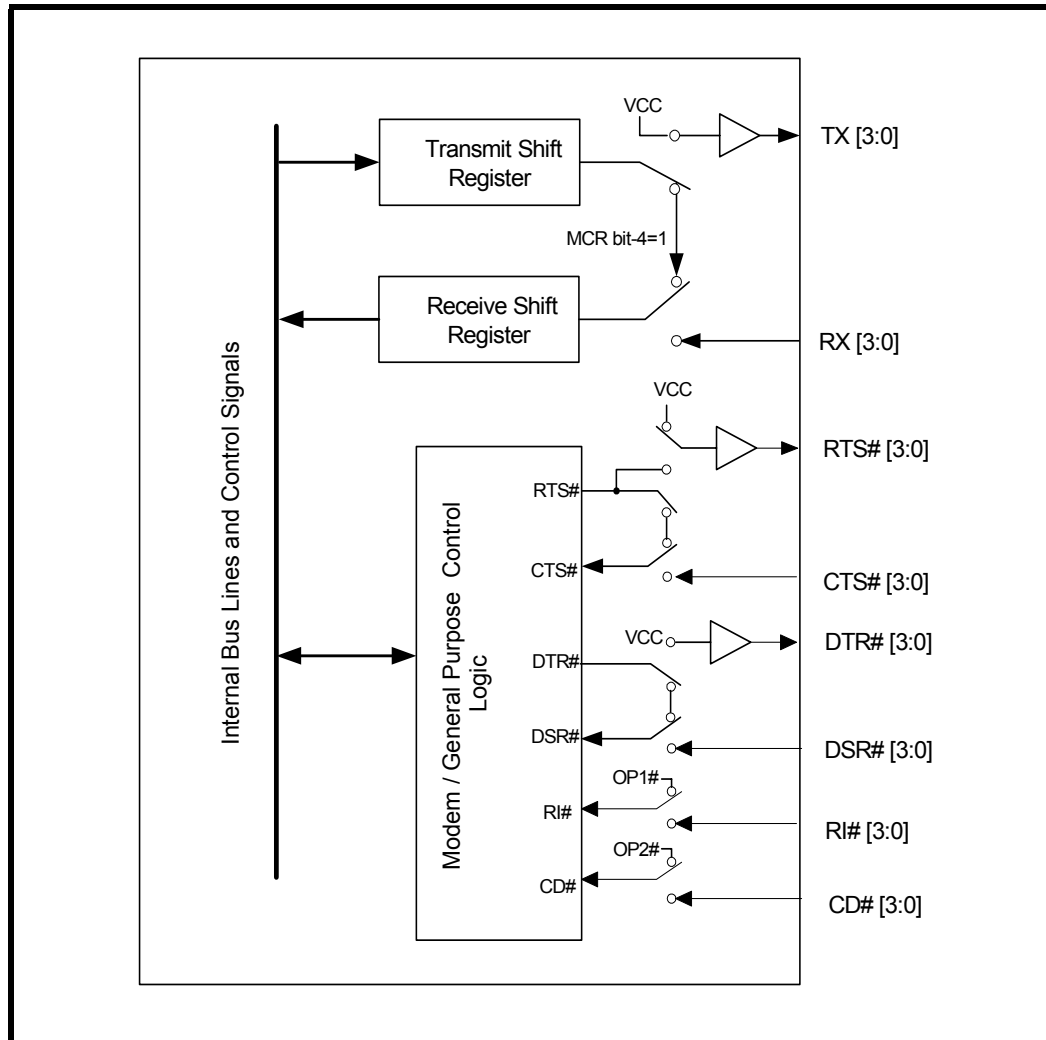 VCC
TX [3:0]
Transmit Shift
Register
MCR bit-4=1
Receive Shift
Register
RX [3:0]
Internal Bus Lines and Control Signals
VCC
RTS# [3:0]
RTS#
CTS#
CTS# [3:0]
Modem / General Purpose Control
Logic
VCC
DTR# [3:0]
DTR#
DSR#
DSR# [3:0]
OP1#
RI#
RI# [3:0]
OP2#
CD#
CD# [3:0]